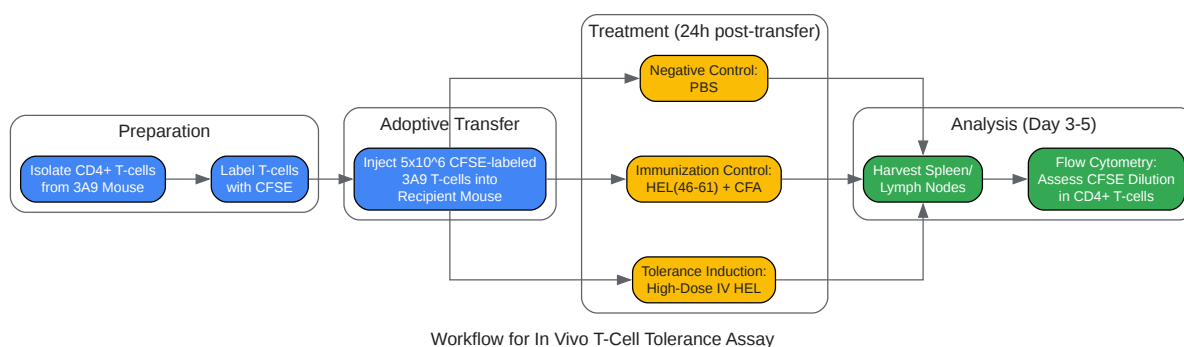 Preparation
Isolate CD4+ T-cells
from 3A9 Mouse
Label T-cells
with CFSE
Adoptive Transfer
Inject 5x10^6 CFSE-labeled
3A9 T-cells into
Recipient Mouse
Treatment (24h post-transfer)
Negative Control:
PBS
Immunization Control:
HEL(46-61) + CFA
Tolerance Induction:
High-Dose IV HEL
Analysis (Day 3-5)
Harvest Spleen/
Lymph Nodes
Flow Cytometry:
Assess CFSE Dilution
in CD4+ T-cells
Workflow for In Vivo T-Cell Tolerance Assay